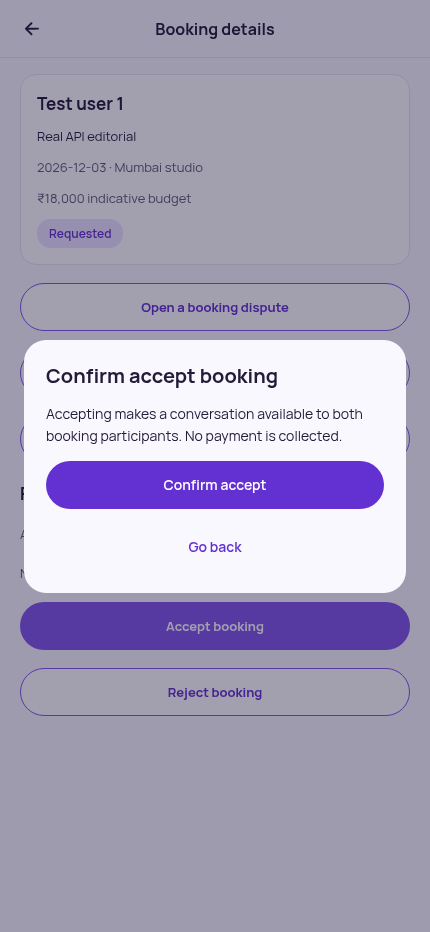 Booking details
Test user 1
Real API editorial
2026-12-03 · Mumbai studio
₹18,000 indicative budget
Requested
Open a booking dispute
Confirm accept booking
Accepting makes a conversation available to both
booking participants. No payment is collected.
Confirm accept
Go back
Accept booking
Reject booking